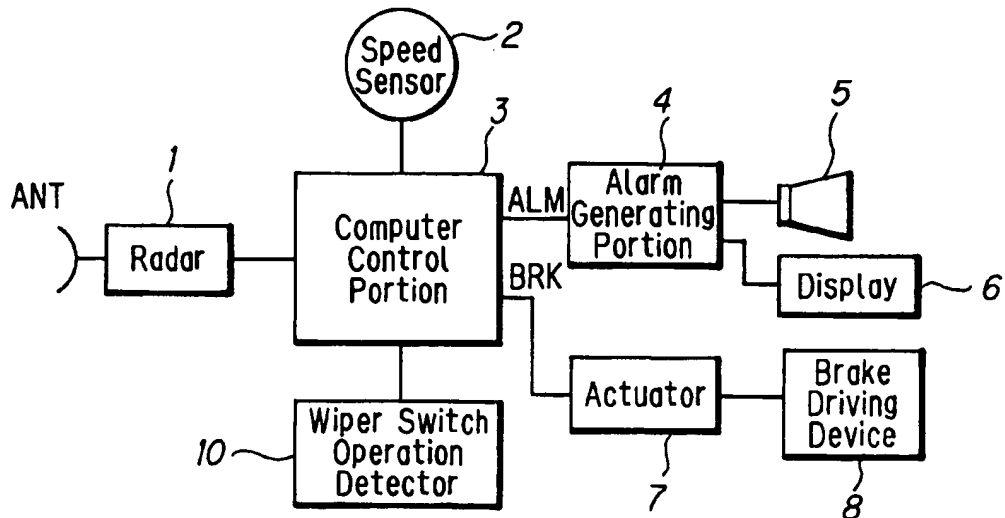 Speed
Sensor
2
3
4
5
1
ANT
Radar
Computer
Control
Portion
ALM
BRK
Alarm
Generating
Portion
Display
6
Wiper Switch
Operation
Detector
10
Actuator
7
Brake
Driving
Device
8